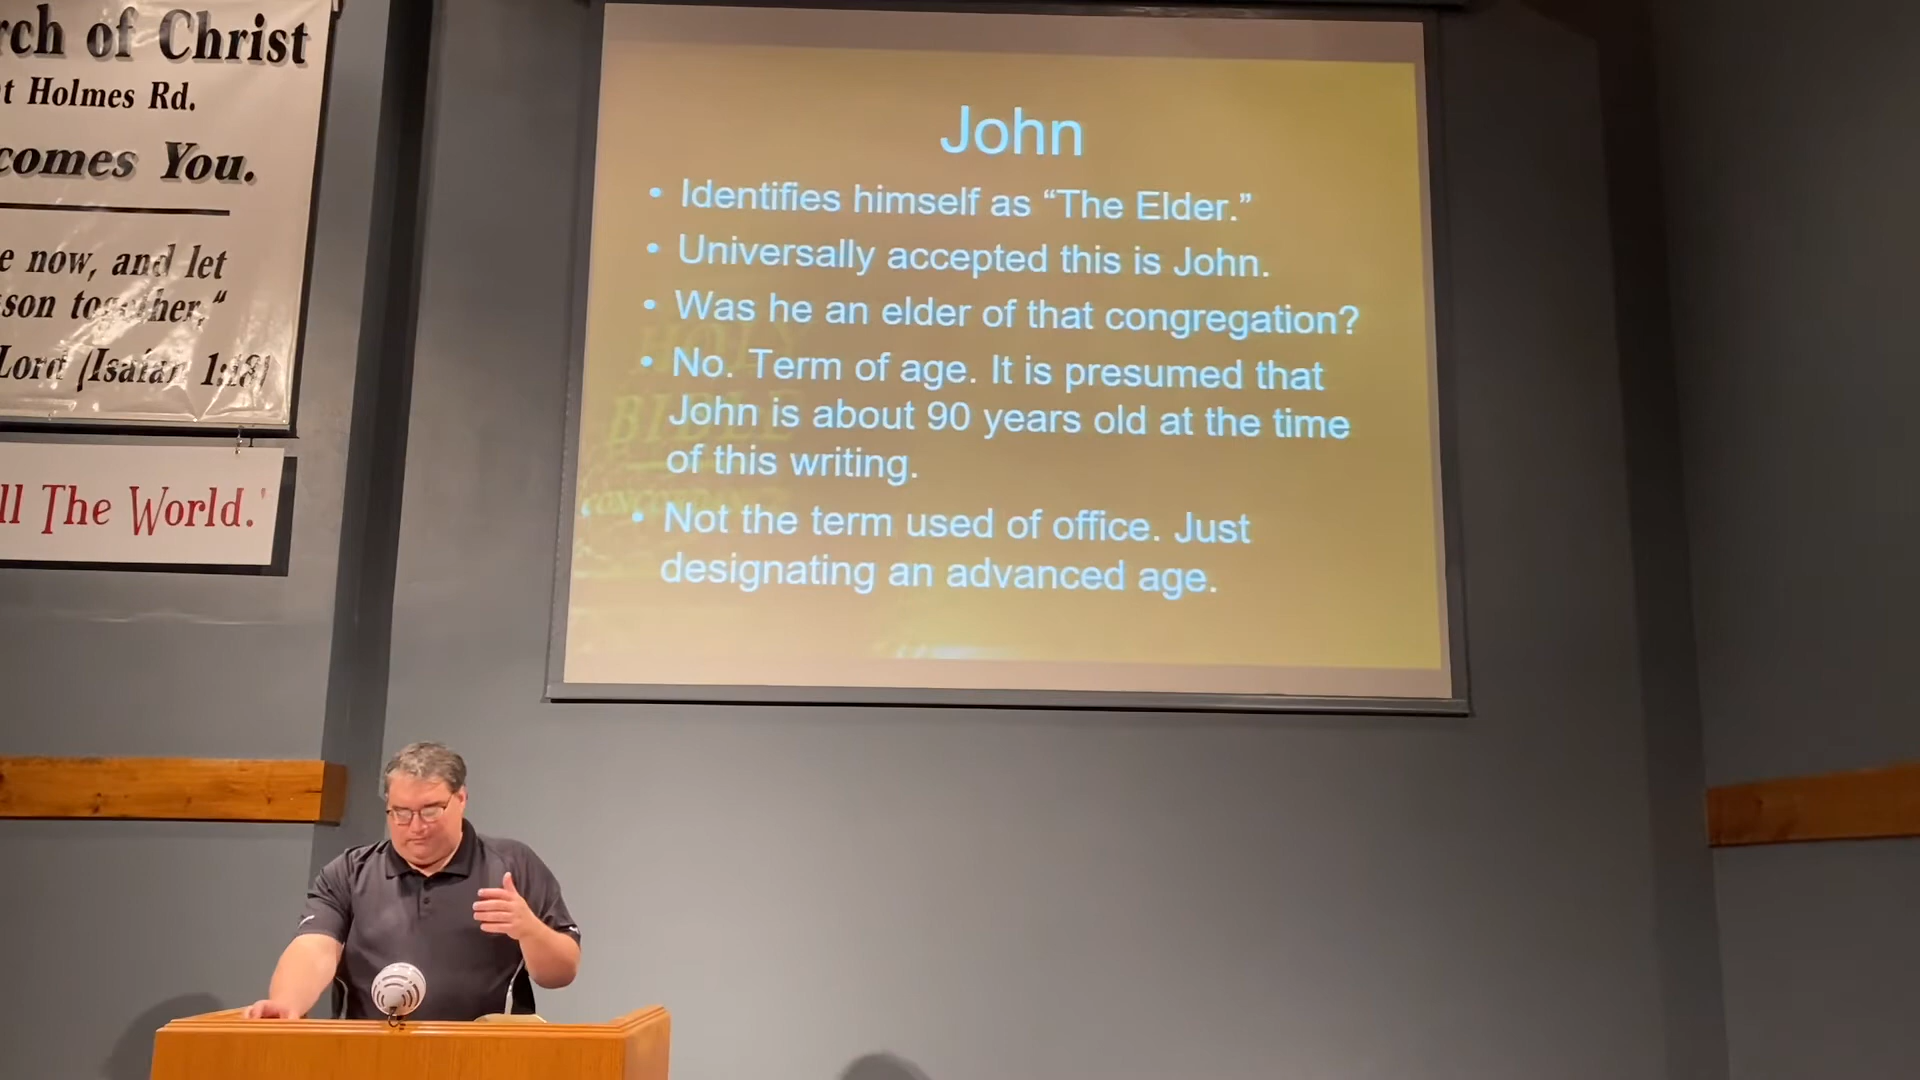 rch of Christ
t Holmes Rd.
comes You.
e now, and let
son together,"
Lord (Isaiah 1:18)
ll The World.'
John
• Identifies himself as “The Elder.”
• Universally accepted this is John.
• Was he an elder of that congregation?
• No. Term of age. It is presumed that
John is about 90 years old at the time
of this writing.
• Not the term used of office. Just
designating an advanced age.
HOLY
BIBLE
CONCORDANCE